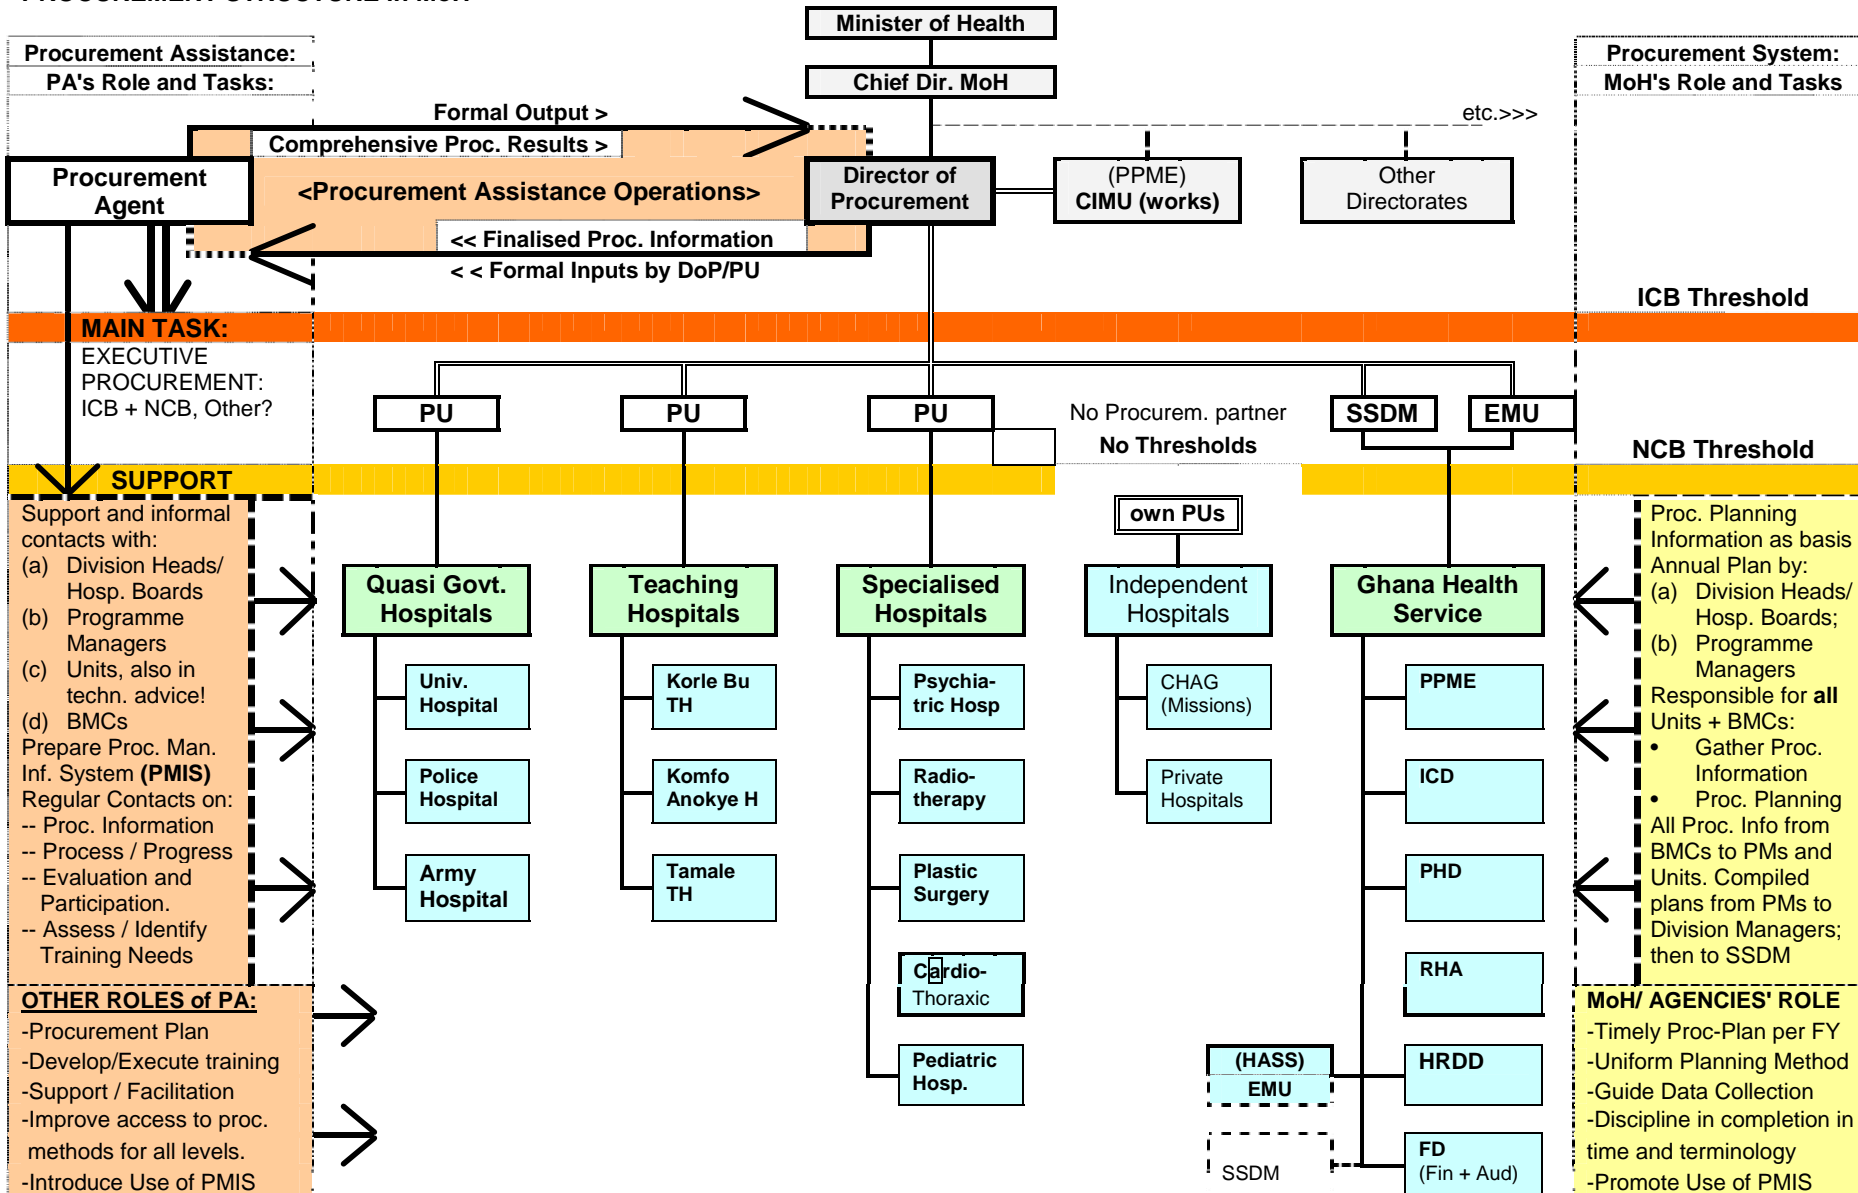 PROCUREMENT STRUCTURE in MoH
Minister of Health
Chief Dir. MoH
Procurement Assistance:
PA's Role and Tasks:
Procurement System:
MoH's Role and Tasks
Formal Output >
Comprehensive Proc. Results >
etc.>>>
Procurement
Agent
<Procurement Assistance Operations>
Director of
Procurement
(PPME)
CIMU (works)
Other
Directorates
<< Finalised Proc. Information
< < Formal Inputs by DoP/PU
ICB Threshold
MAIN TASK:
EXECUTIVE
PROCUREMENT:
ICB + NCB, Other?
PU
PU
PU
No Procurem. partner
No Thresholds
SSDM
EMU
NCB Threshold
SUPPORT
Support and informal
contacts with:
(a) Division Heads/
Hosp. Boards
(b) Programme
Managers
(c) Units, also in
techn. advice!
(d) BMCs
Prepare Proc. Man.
Inf. System (PMIS)
Regular Contacts on:
-- Proc. Information
-- Process / Progress
-- Evaluation and
Participation.
-- Assess / Identify
Training Needs
OTHER ROLES of PA:
-Procurement Plan
-Develop/Execute training
-Support / Facilitation
-Improve access to proc.
methods for all levels.
-Introduce Use of PMIS
Quasi Govt.
Hospitals
Univ.
Hospital
Police
Hospital
Army
Hospital
Teaching
Hospitals
Korle Bu
TH
Komfo
Anokye H
Tamale
TH
Specialised
Hospitals
Psychia-
tric Hosp
Radio-
therapy
Plastic
Surgery
Cardio-
Thoraxic
Pediatric
Hosp.
own PUs
Independent
Hospitals
CHAG
(Missions)
Private
Hospitals
Ghana Health
Service
PPME
ICD
PHD
RHA
HRDD
FD
(Fin + Aud)
(HASS)
EMU
SSDM
Proc. Planning
Information as basis
Annual Plan by:
(a) Division Heads/
Hosp. Boards;
(b) Programme
Managers
Responsible for all
Units + BMCs:
• Gather Proc.
Information
• Proc. Planning
All Proc. Info from
BMCs to PMs and
Units. Compiled
plans from PMs to
Division Managers;
then to SSDM
MoH/ AGENCIES' ROLE
-Timely Proc-Plan per FY
-Uniform Planning Method
-Guide Data Collection
-Discipline in completion in
time and terminology
-Promote Use of PMIS